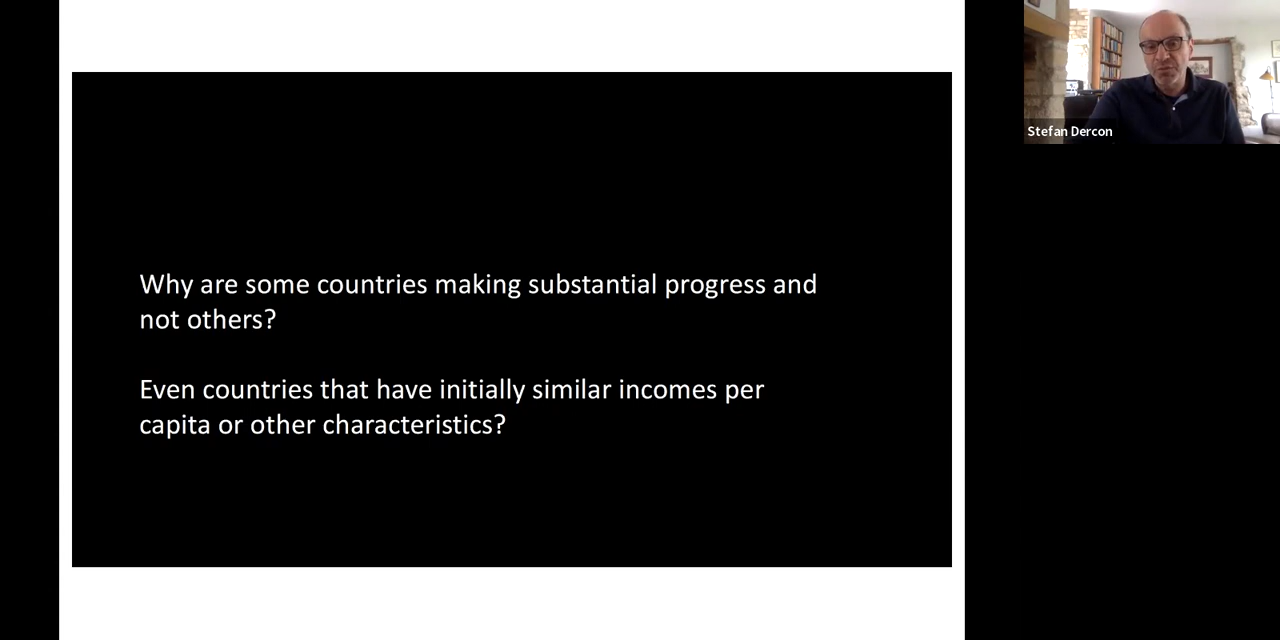 Why are some countries making substantial progress and
not others?
Even countries that have initially similar incomes per
capita or other characteristics?
Stefan Dercon